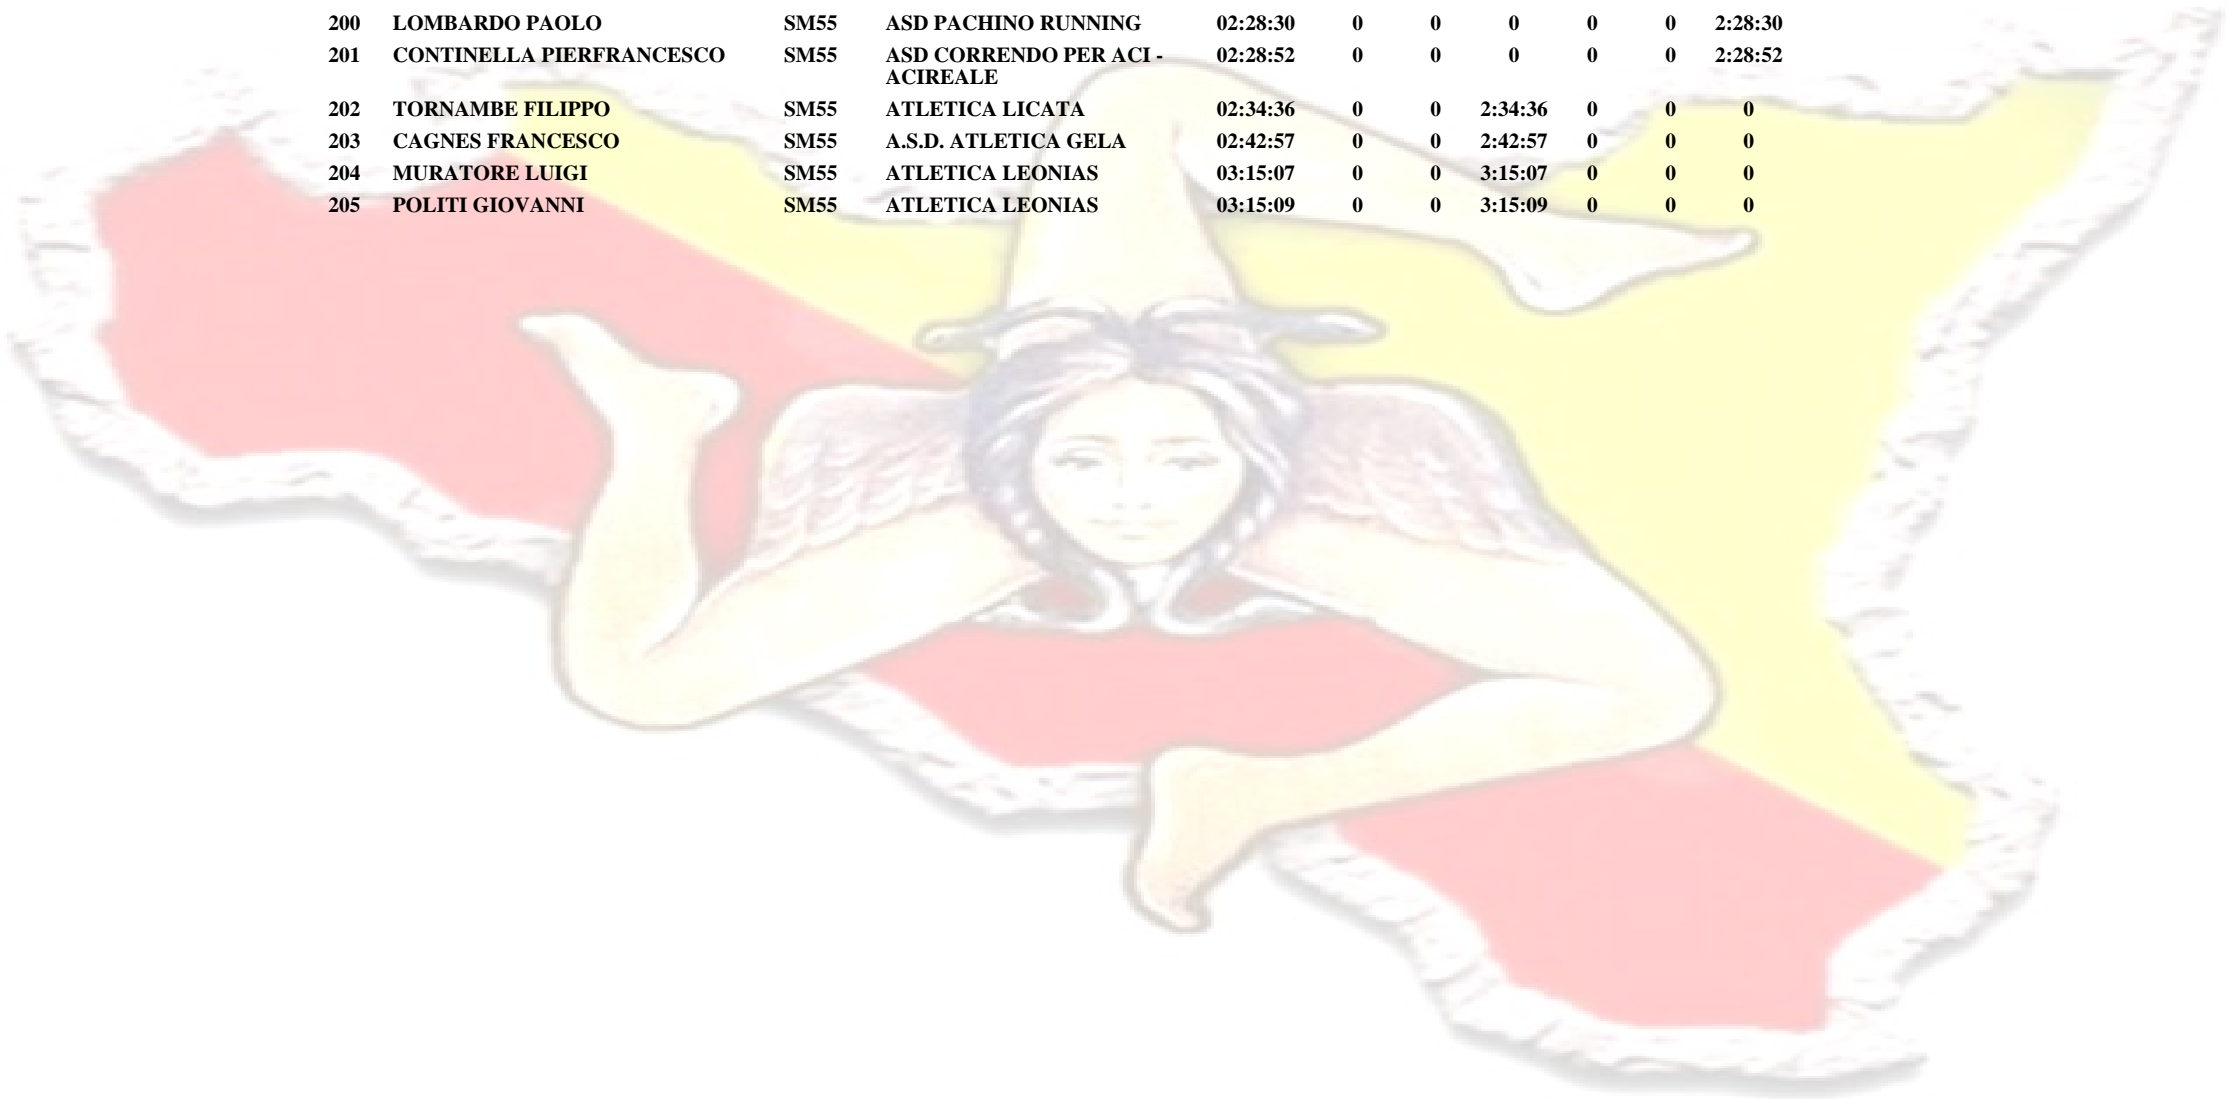 200 LOMBARDO PAOLO SM55 ASD PACHINO RUNNING 02:28:30 0 0 0 0 0 2:28:30
201 CONTINELLA PIERFRANCESCO SM55 ASD CORRENDO PER ACI - 02:28:52 0 0 0 0 0 2:28:52
ACIREALE
202 TORNAMBE FILIPPO SM55 ATLETICA LICATA 02:34:36 0 0 2:34:36 0 0 0
203 CAGNES FRANCESCO SM55 A.S.D. ATLETICA GELA 02:42:57 0 0 2:42:57 0 0 0
204 MURATORE LUIGI SM55 ATLETICA LEONIAS 03:15:07 0 0 3:15:07 0 0 0
205 POLITI GIOVANNI SM55 ATLETICA LEONIAS 03:15:09 0 0 3:15:09 0 0 0